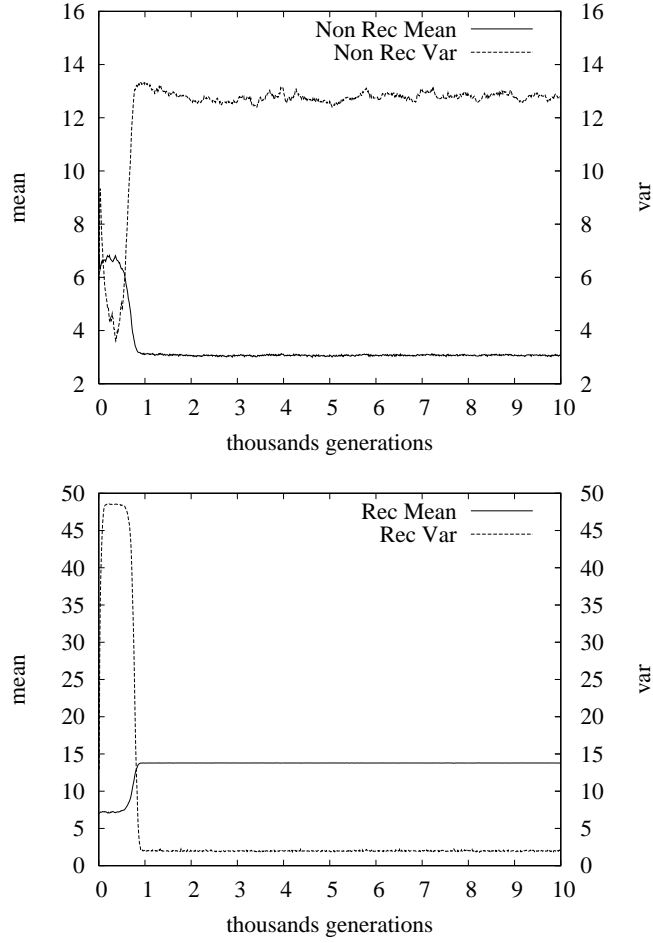 16 16
Non Rec Mean
Non Rec Var
14 14
12 12
10 10
mean var
8 8
6 6
4 4
2 2
0 1 2 3 4 5 6 7 8 9 10
thousands generations
50 50
Rec Mean
45 45
Rec Var
40 40
35 35
30 30
mean var
25 25
20 20
15 15
10 10
5 5
0 0
0 1 2 3 4 5 6 7 8 9 10
thousands generations